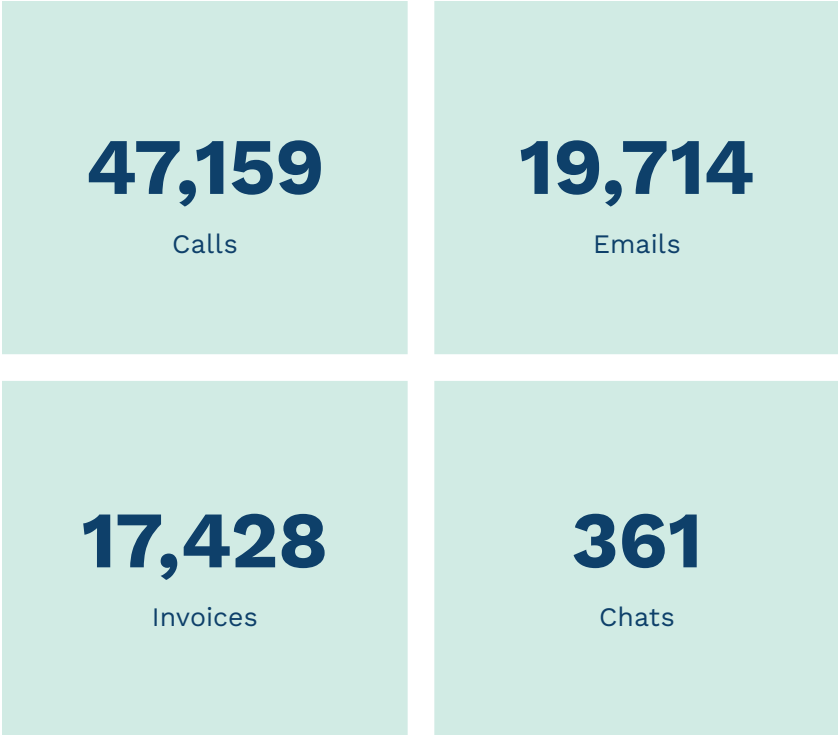 47,159
Calls
19,714
Emails
17,428
Invoices
361
Chats